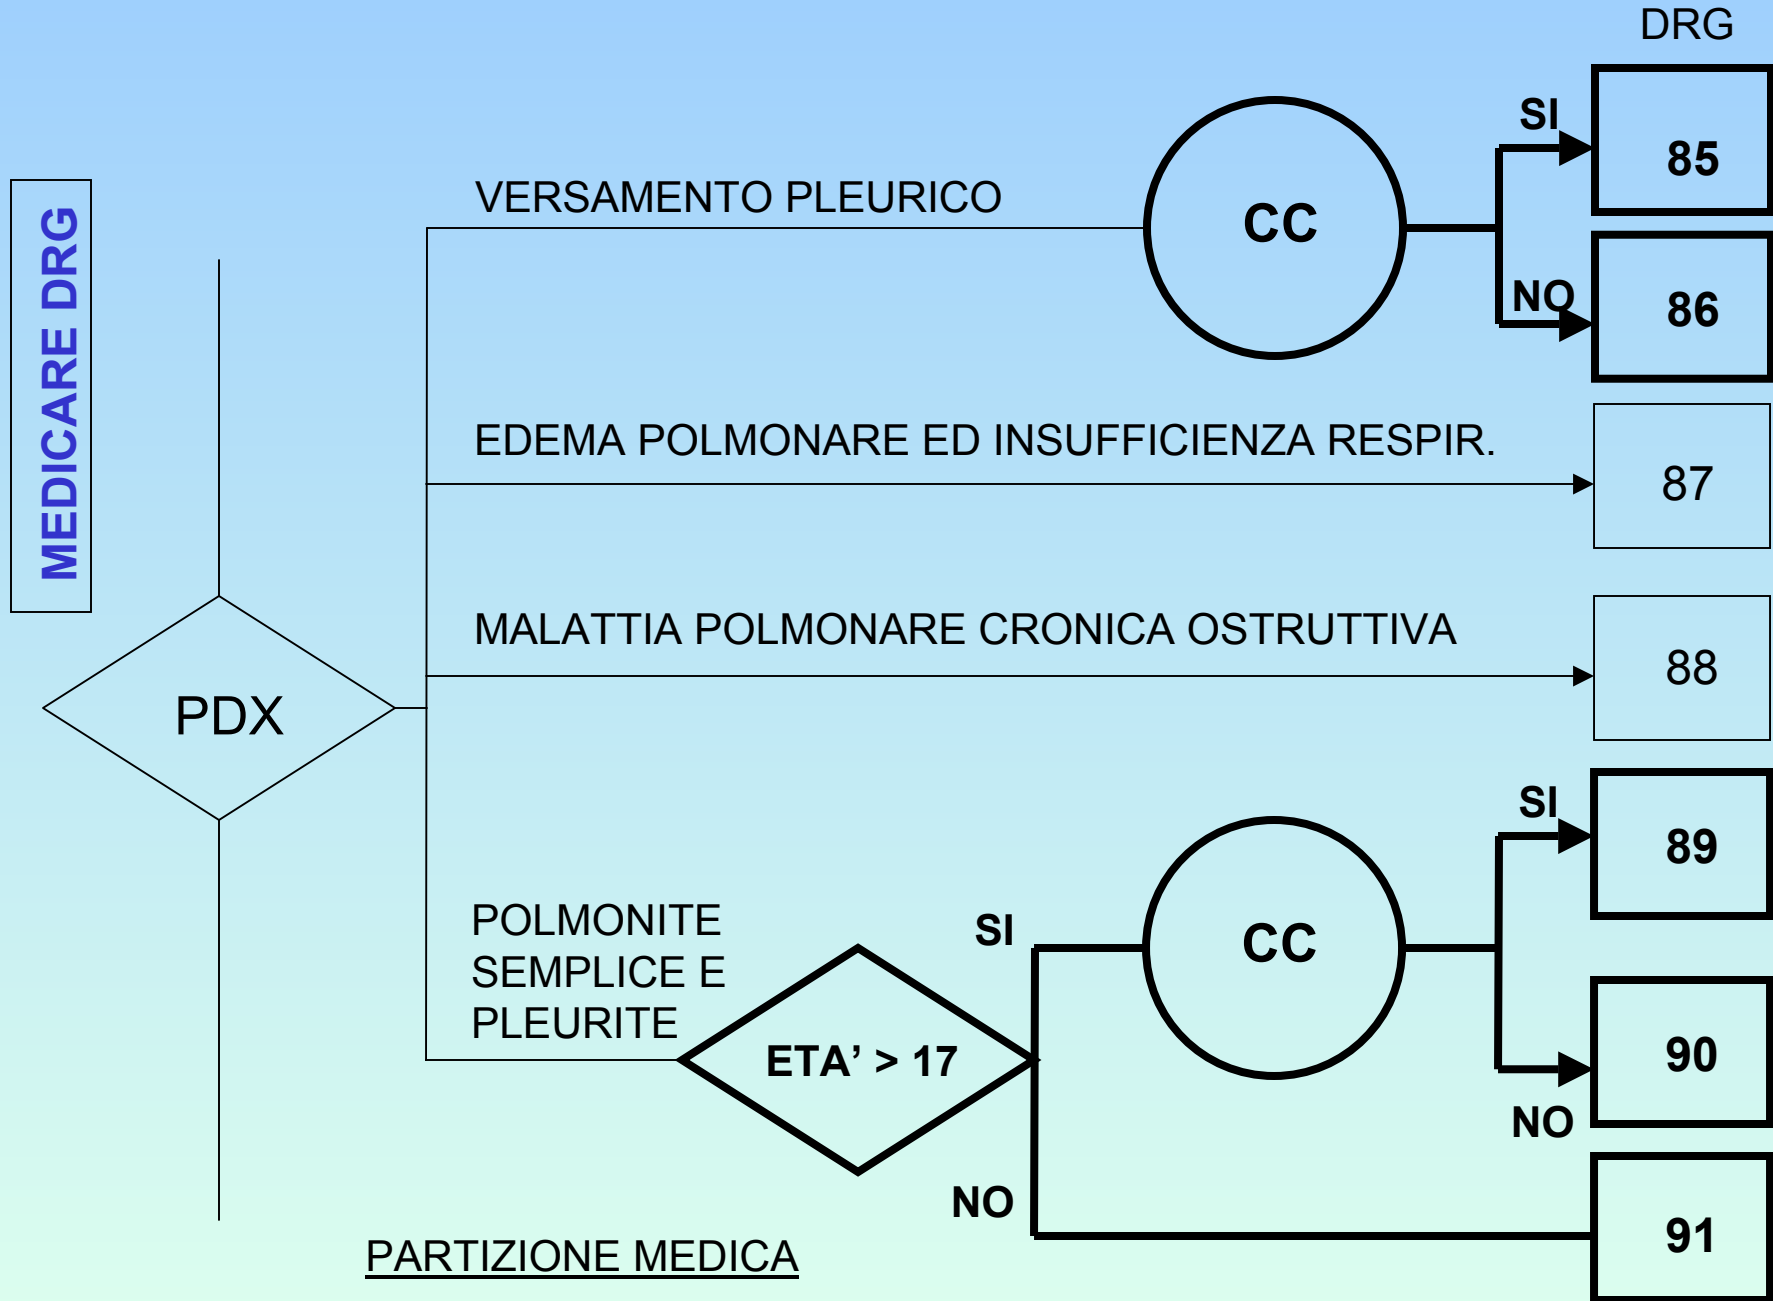 DRG
MEDICARE DRG
VERSAMENTO PLEURICO
CC
SI
85
NO
86
EDEMA POLMONARE ED INSUFFICIENZA RESPIR.
87
MALATTIA POLMONARE CRONICA OSTRUTTIVA
88
PDX
POLMONITE
SEMPLICE E
PLEURITE
ETA’ > 17
SI
CC
SI
89
NO
90
NO
91
PARTIZIONE MEDICA